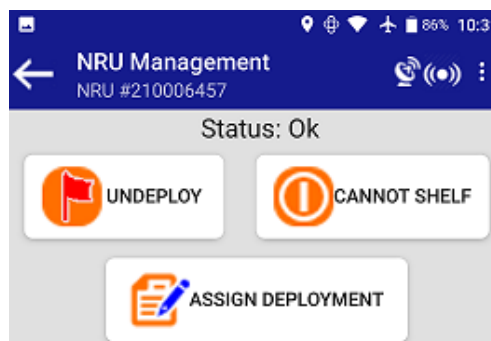 86% 10:3
NRU Management
NRU #210006457
Status: Ok
UNDEPLOY
CANNOT SHELF
ASSIGN DEPLOYMENT